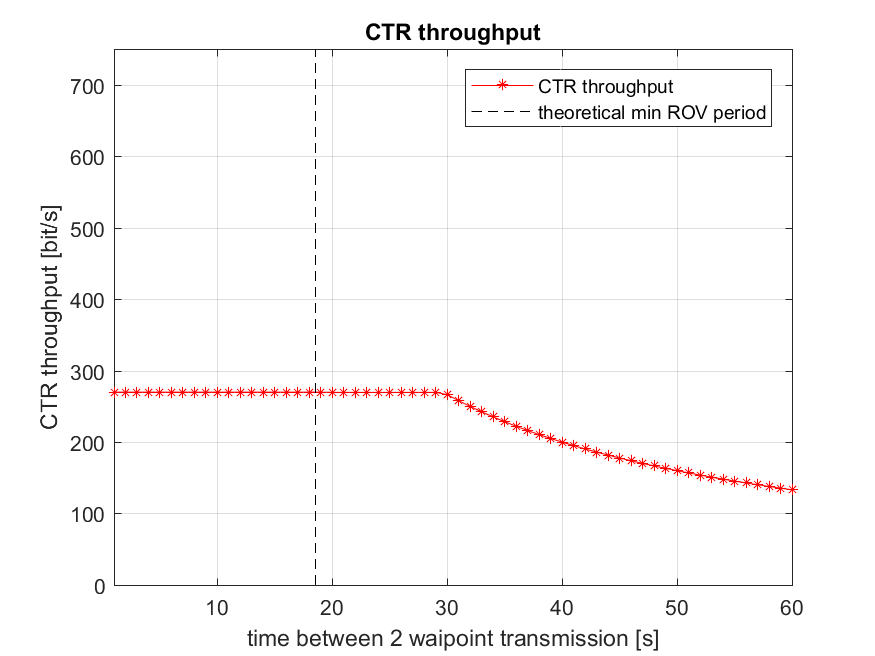 CTR throughput
CTR throughput
theoretical min ROV period
CTR throughput [bit/s]
700
600
500
400
300
200
100
0
10
20
30
40
50
60
time between 2 waipoint transmission [s]